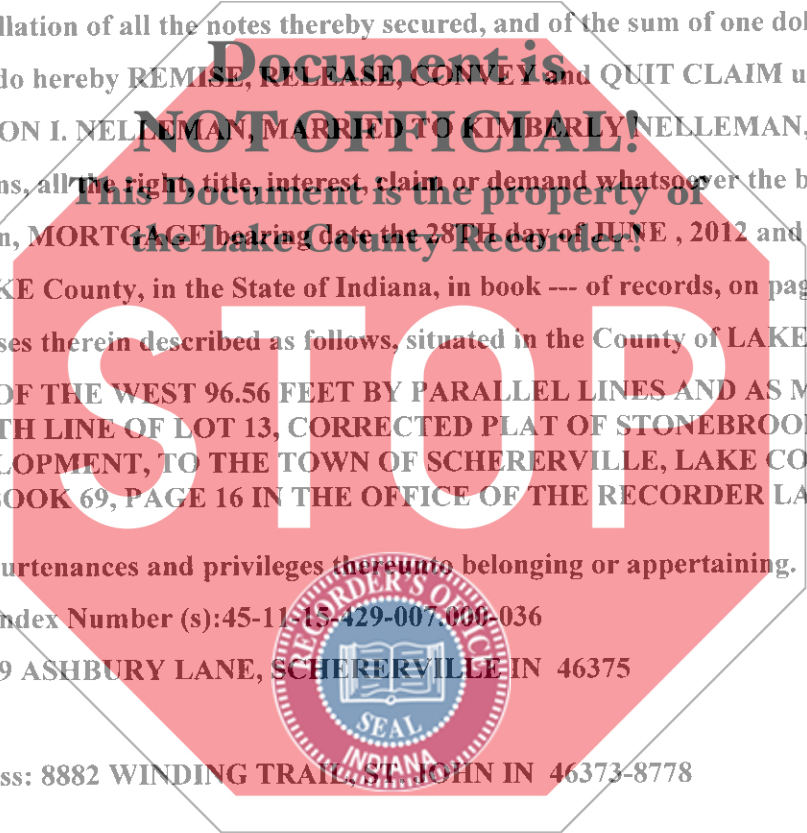 llation of all the notes thereby secured, and of the sum of one dol
Document is
do hereby REMISE, RELEASE, CONVEY and QUIT CLAIM u
NOT OFFICIAL!
ON I. NELLEMAN, MARRIED TO KIMBERLY NELLEMAN,
This Document is the property of
ns, all the right, title, interest, claim or demand whatsoever the b
the Lake County Recorder!
n, MORTGAGE bearing date the 28TH day of JUNE , 2012 and
KE County, in the State of Indiana, in book --- of records, on pag
ses therein described as follows, situated in the County of LAKE
STOP
OF THE WEST 96.56 FEET BY PARALLEL LINES AND AS M
TH LINE OF LOT 13, CORRECTED PLAT OF STONEBROO
LOPMENT, TO THE TOWN OF SCHERERVILLE, LAKE CO
BOOK 69, PAGE 16 IN THE OFFICE OF THE RECORDER LA
urtenances and privileges thereunto belonging or appertaining.
ndex Number (s):45-11-15-429-007.000-036
9 ASHBURY LANE, SCHERERVILLE IN 46375
RECORDER'S OFFICE
SEAL
INDIANA
ss: 8882 WINDING TRAIL, ST. JOHN IN 46373-8778